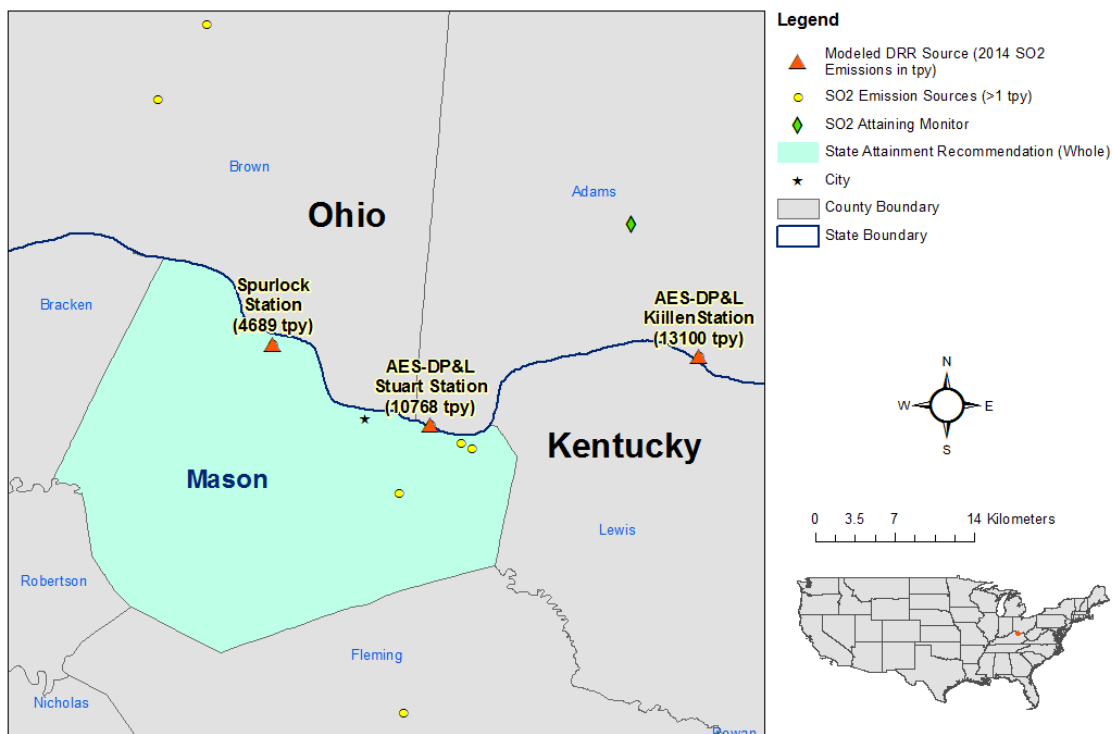 Brown
Ohio
Adams
Bracken
Spurlock
Station
(4689 tpy)
AES-DP&L
Stuart Station
(10768 tpy)
AES-DP&L
KiillenStation
(13100 tpy)
Mason
Kentucky
Lewis
Robertson
Fleming
Nicholas
Rowan
Legend
Modeled DRR Source (2014 SO2
Emissions in tpy)
SO2 Emission Sources (>1 tpy)
SO2 Attaining Monitor
State Attainment Recommendation (Whole)
City
County Boundary
State Boundary
N
W
E
S
0 3.5 7 14 Kilometers